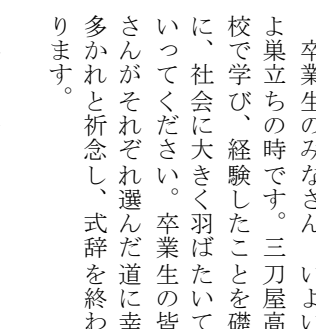 卒業生のみなさん　いよい
よ巣立ちの時です。三刀屋高
校で学び、経験したことを礎
に、社会に大きく羽ばたいて
いってください。卒業生の皆
さんがそれぞれ選んだ道に幸
多かれと祈念し、式辞を終わ
ります。